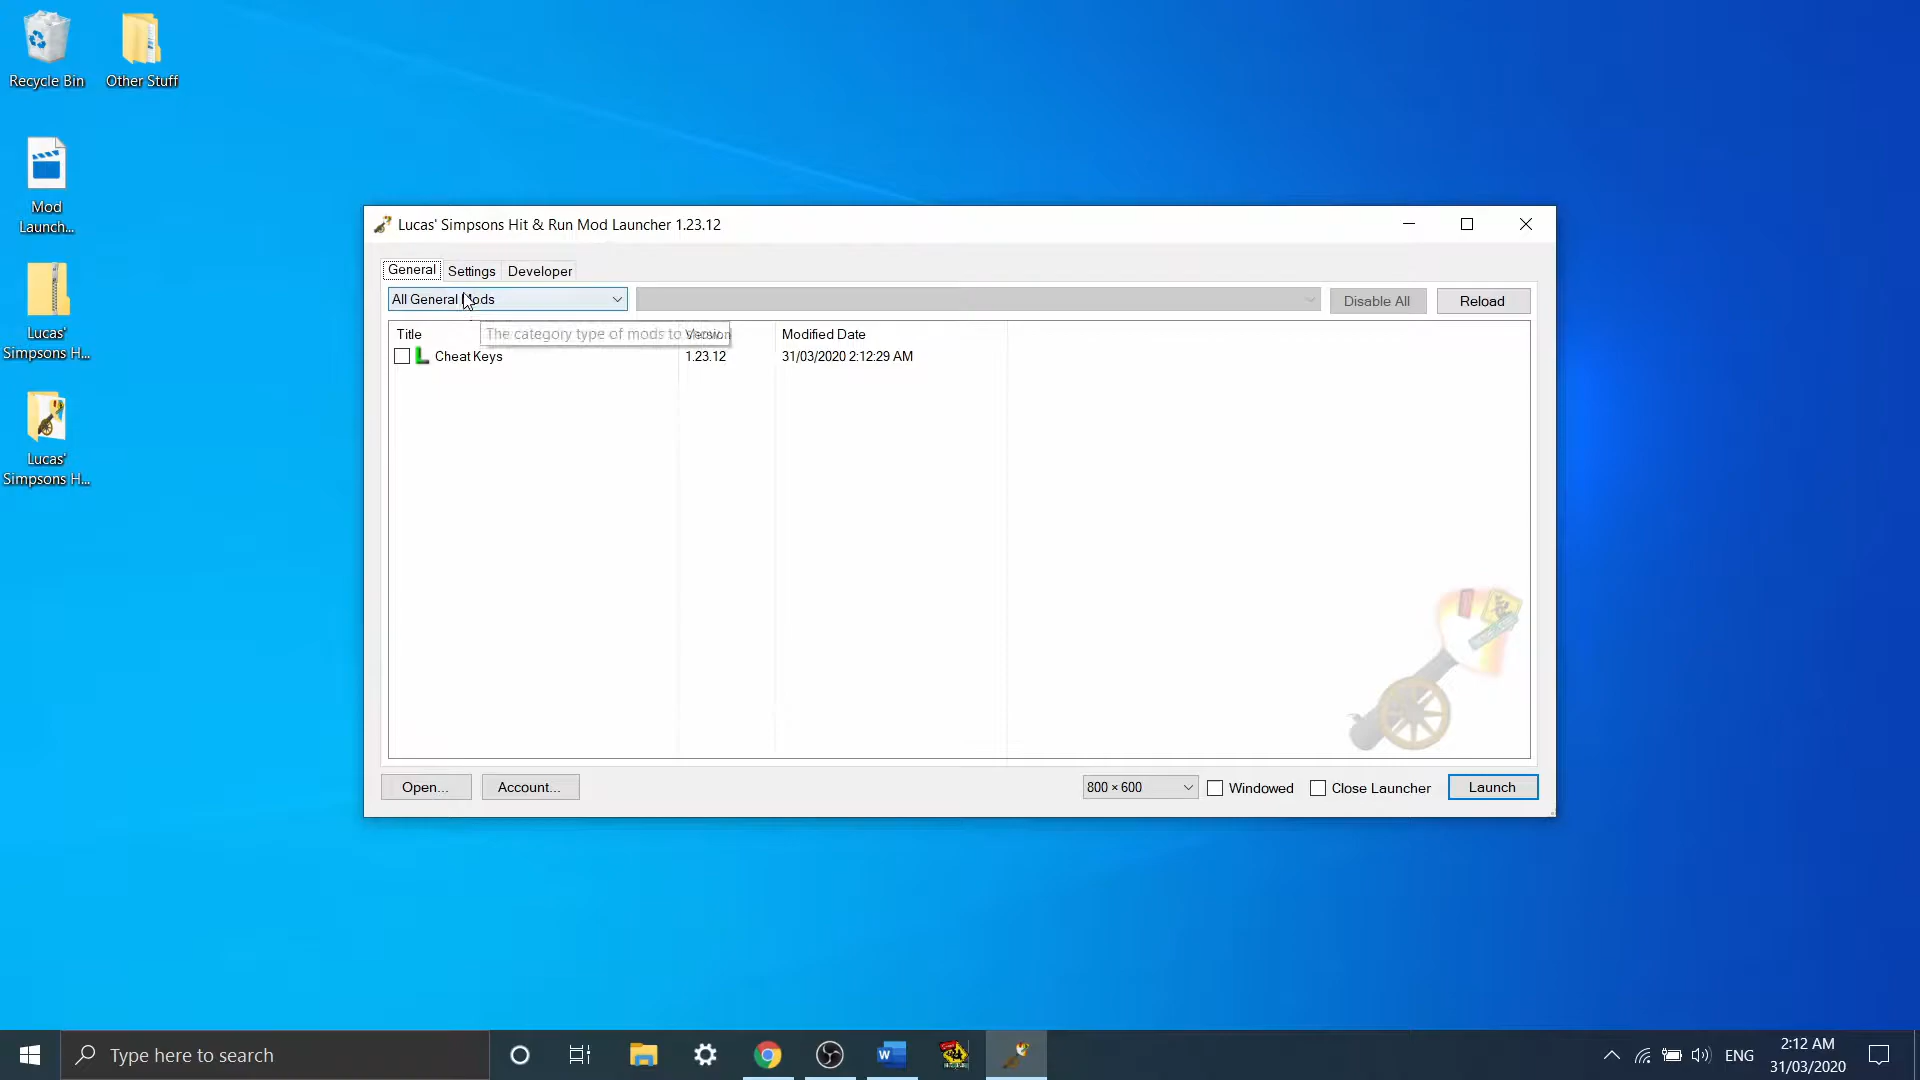 Recycle Bin
Other Stuff
Mod
Launch...
Lucas'
Simpsons H...
Lucas'
Simpsons H...
Lucas' Simpsons Hit & Run Mod Launcher 1.23.12
General
Settings
Developer
All General Mods
Disable All
Reload
Title
The category type of mods to show
Version
Modified Date
Cheat Keys
1.23.12
31/03/2020 2:12:29 AM
Open...
Account...
800 × 600
Windowed
Close Launcher
Launch
Type here to search
W
ENG
2:12 AM
31/03/2020